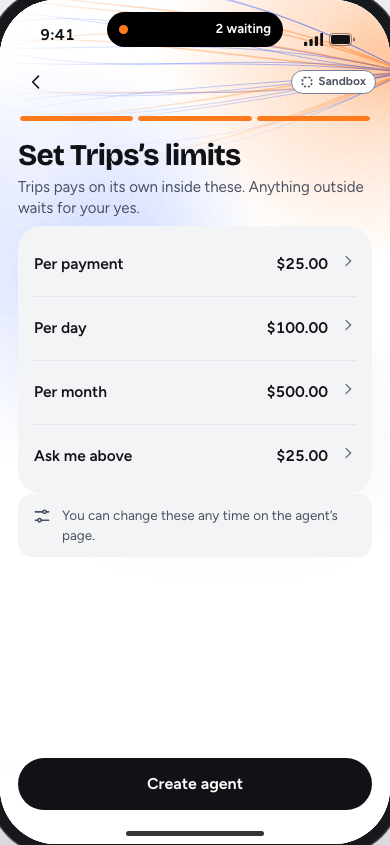 9:41
2 waiting
Sandbox
Set Trips's limits
Trips pays on its own inside these. Anything outside
waits for your yes.
Per payment $25.00
Per day $100.00
Per month $500.00
Ask me above $25.00
You can change these any time on the agent's
page.
Create agent